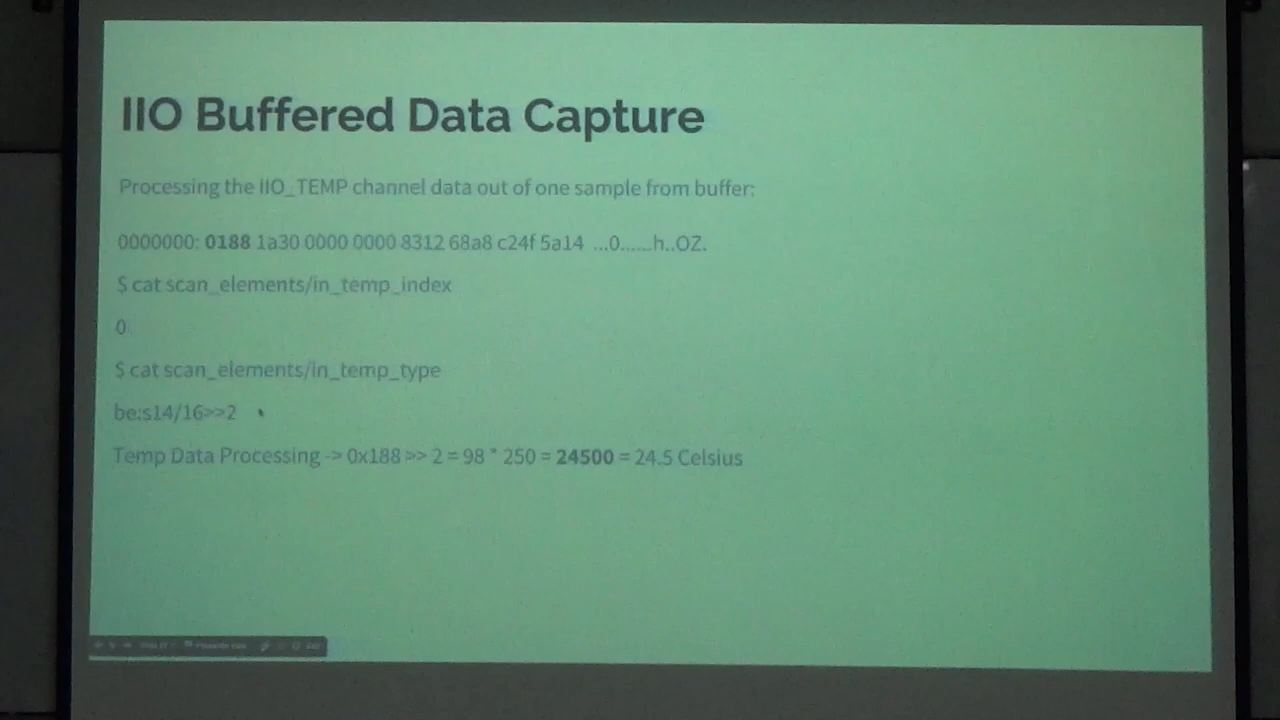 IIO Buffered Data Capture
Processing the IIO_TEMP channel data out of one sample from buffer:
0000000: 0188 1a30 0000 0000 8312 68a8 c24f 5a14 ...0......h..OZ.
$ cat scan_elements/in_temp_index
0
$ cat scan_elements/in_temp_type
be:s14/16>>2
Temp Data Processing -> 0x188 >> 2 = 98 * 250 = 24500 = 24.5 Celsius